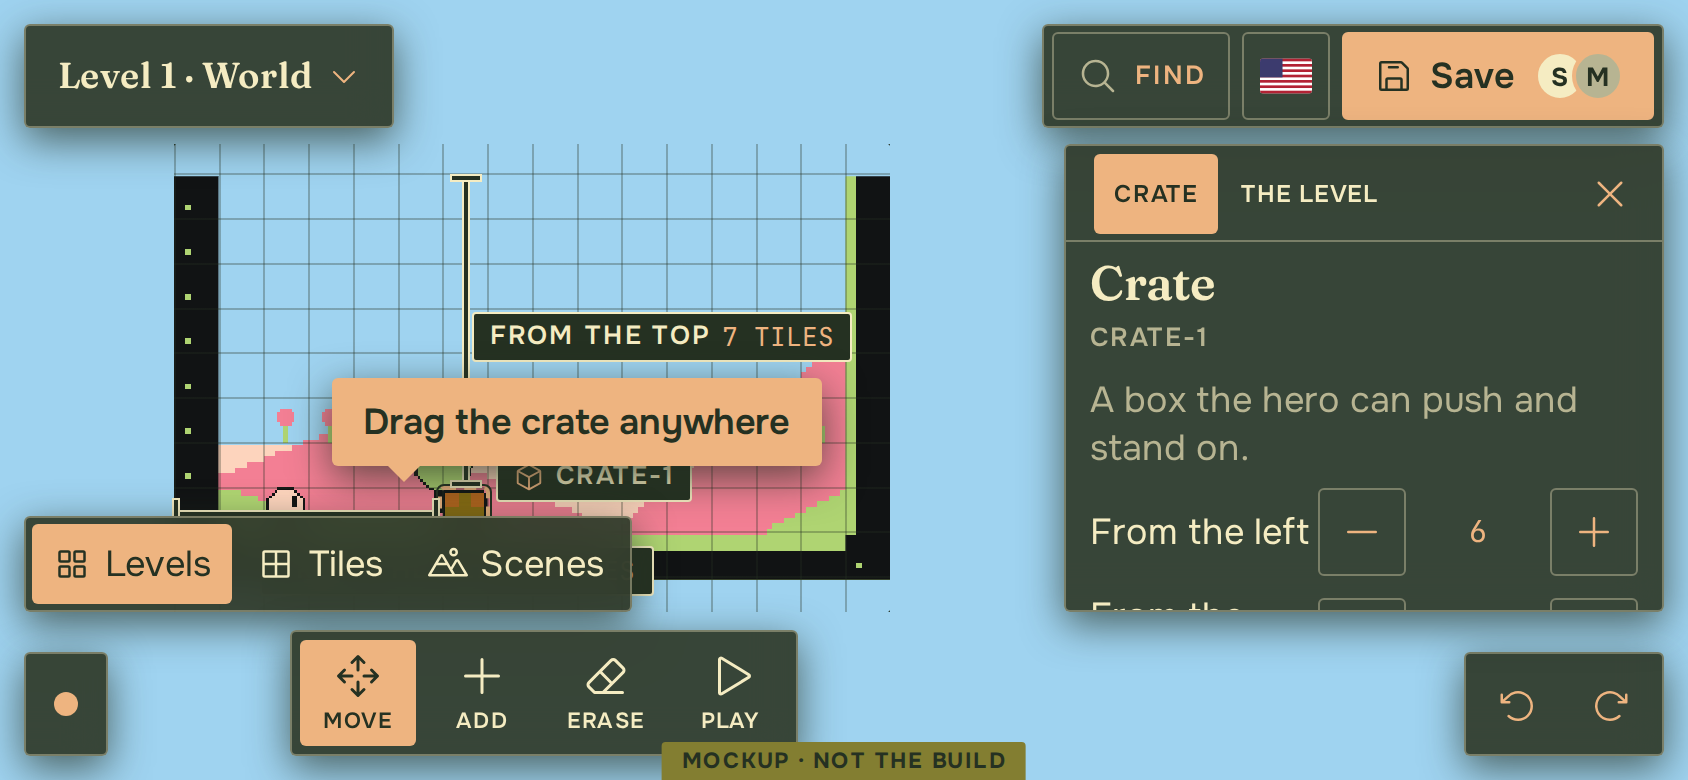 Level 1 · World
FIND
Save
S
M
CRATE
THE LEVEL
Crate
CRATE-1
A box the hero can push and
stand on.
From the left
6
FROM THE TOP 7 TILES
Drag the crate anywhere
CRATE-1
Levels
Tiles
Scenes
MOVE
ADD
ERASE
PLAY
MOCKUP · NOT THE BUILD